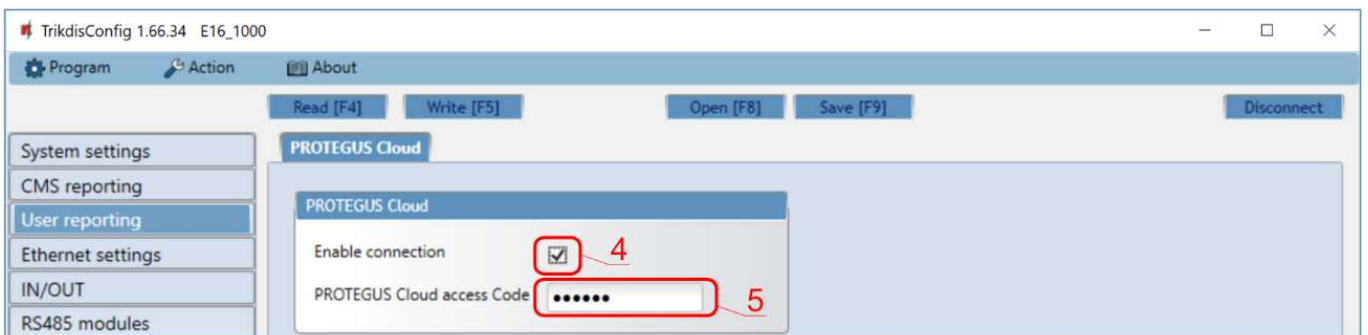 TrikdisConfig 1.66.34 E16_1000
Program Action About
Read [F4] Write [F5] Open [F8] Save [F9] Disconnect
System settings
CMS reporting
User reporting
Ethernet settings
IN/OUT
RS485 modules
PROTEGUS Cloud
PROTEGUS Cloud
Enable connection 4
PROTEGUS Cloud access Code •••••• 5